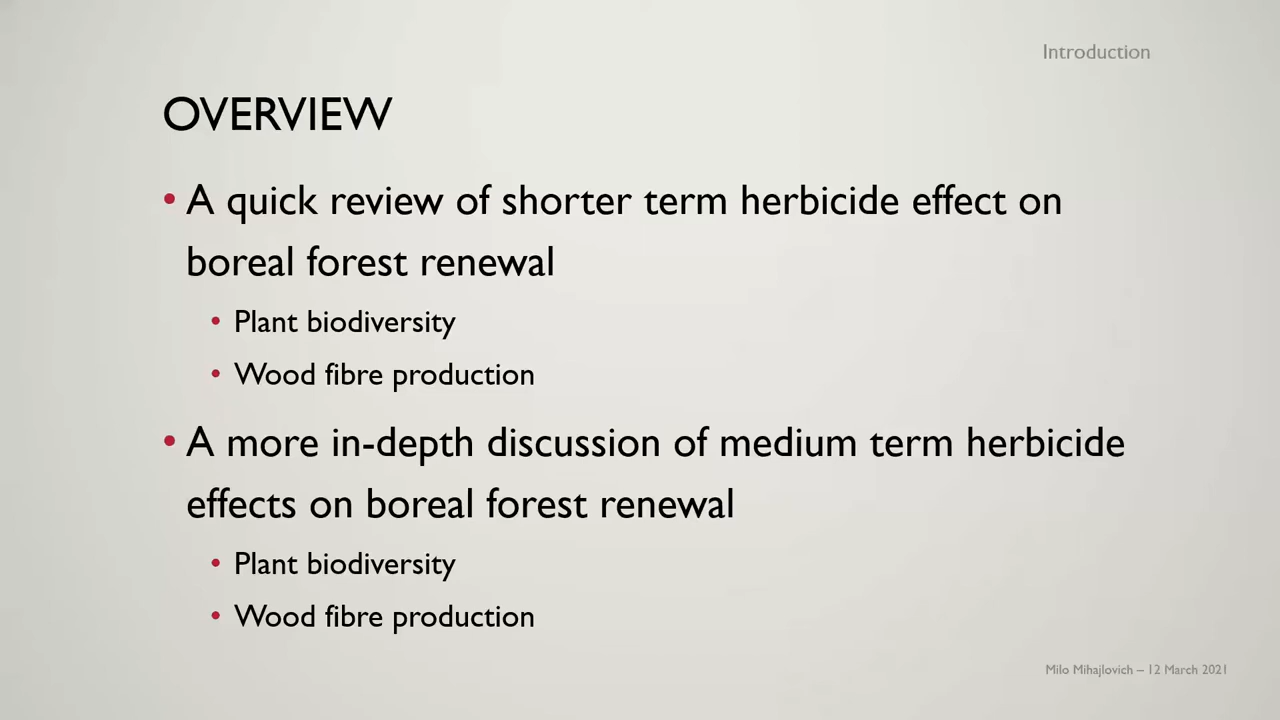 Introduction
OVERVIEW
• A quick review of shorter term herbicide effect on
boreal forest renewal
• Plant biodiversity
• Wood fibre production
• A more in-depth discussion of medium term herbicide
effects on boreal forest renewal
• Plant biodiversity
• Wood fibre production
Milo Mihajlovich – 12 March 2021